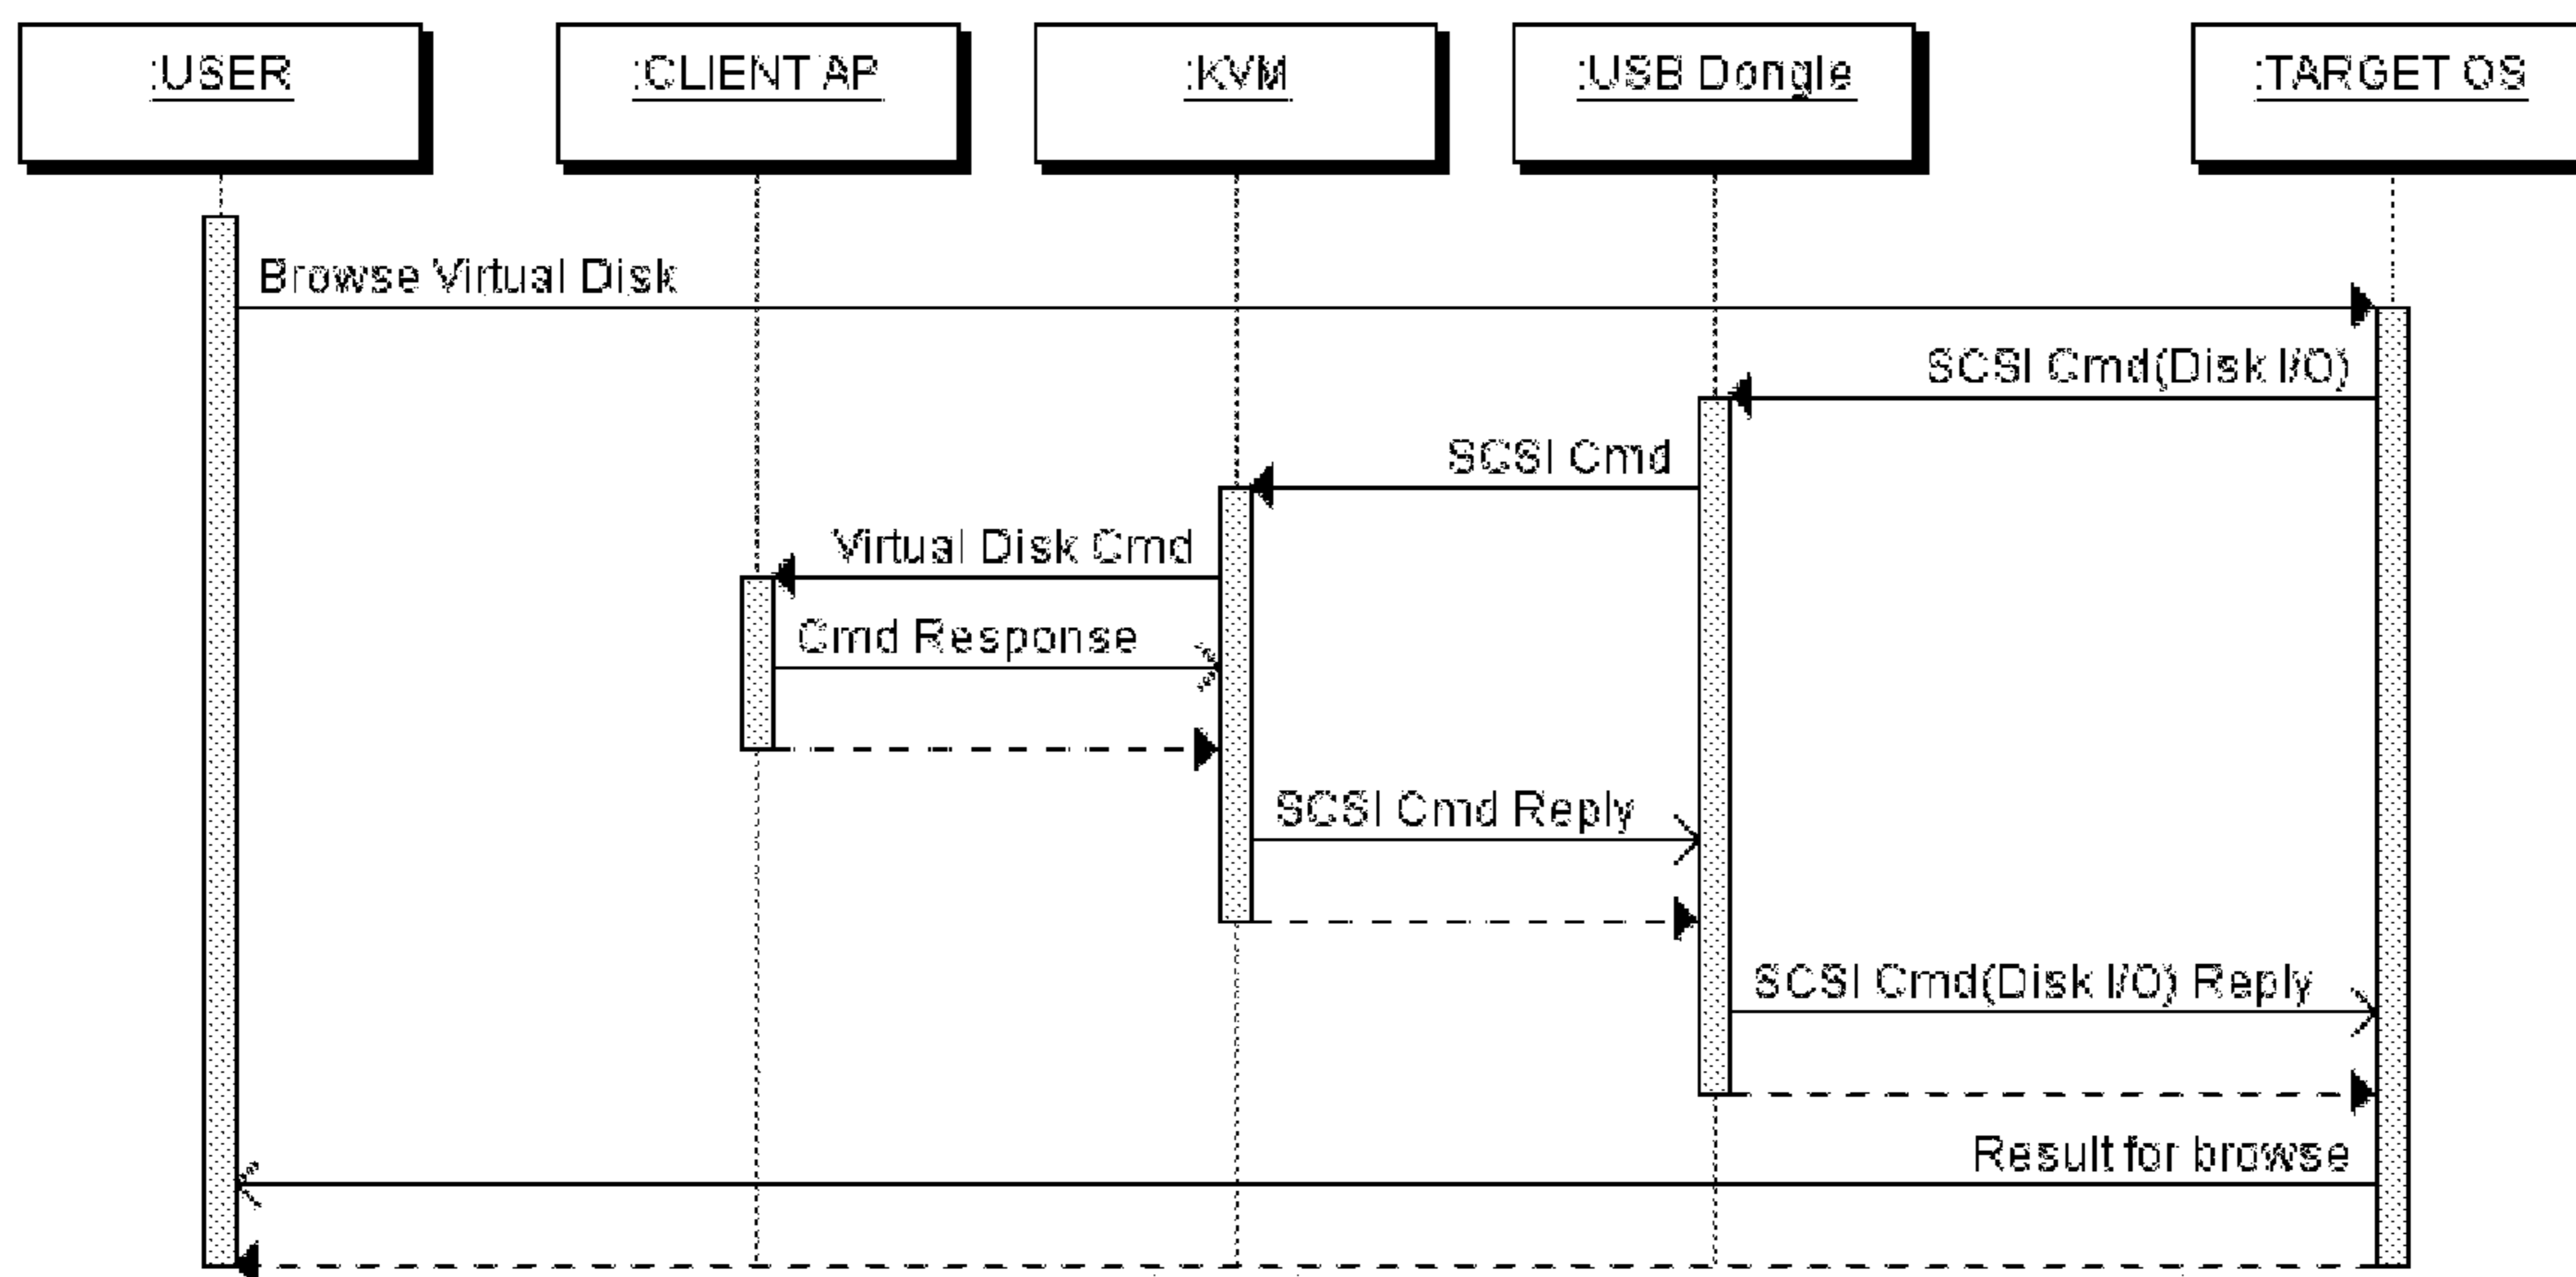 :USER
:CLIENT AP
:KVM
:USB Dongle
:TARGET OS
Browse Virtual Disk
SCSI Cmd(Disk I/O)
SCSI Cmd
Virtual Disk Cmd
Cmd Response
SCSI Cmd Reply
SCSI Cmd(Disk I/O) Reply
Result for browse